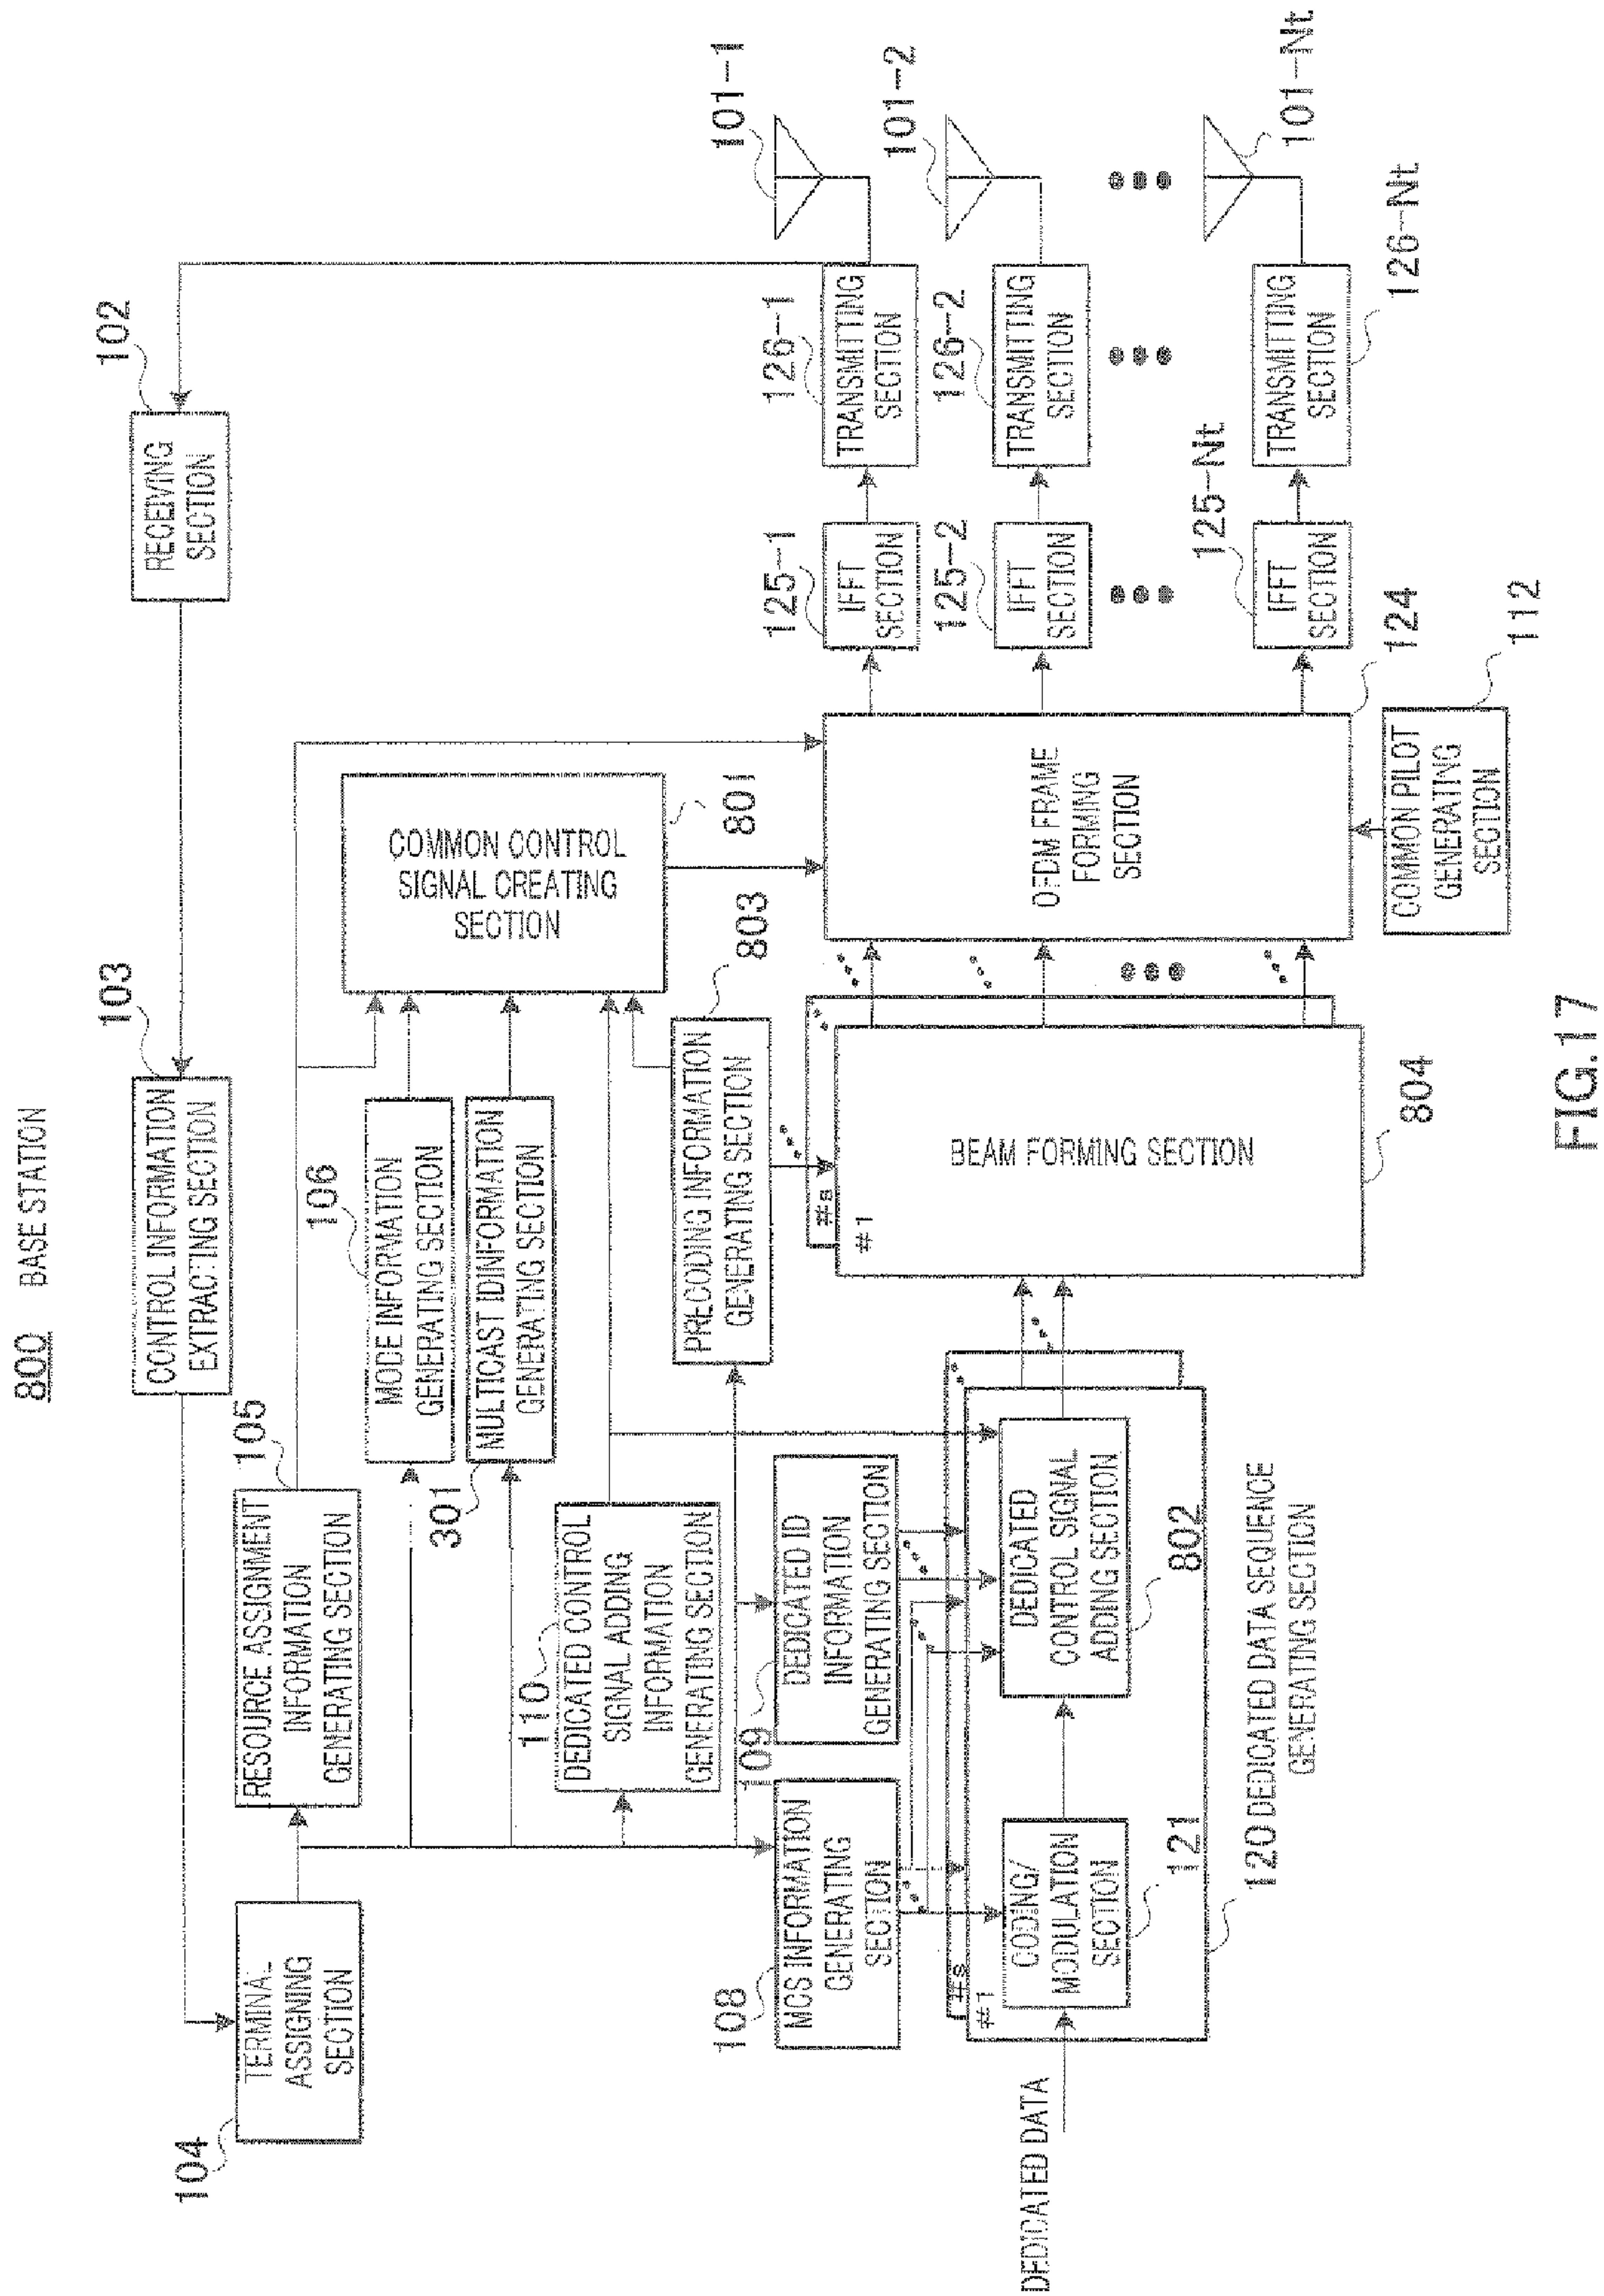 800 BASE STATION
102
RECEIVING
SECTION
103
CONTROL INFORMATION
EXTRACTING SECTION
104
TERMINAL
ASSIGNING
SECTION
105
RESOURCE ASSIGNMENT
INFORMATION
GENERATING SECTION
106
MODE INFORMATION
GENERATING SECTION
301
MULTICAST IDINFORMATION
GENERATING SECTION
110
DEDICATED CONTROL
SIGNAL ADDING
INFORMATION
GENERATING SECTION
COMMON CONTROL
SIGNAL CREATING
SECTION
801
803
PRECODING INFORMATION
GENERATING SECTION
108
MCS INFORMATION
GENERATING
SECTION
109
DEDICATED ID
INFORMATION
GENERATING SECTION
DEDICATED DATA
#s
#1
CODING/
MODULATION
SECTION
121
DEDICATED
CONTROL SIGNAL
ADDING SECTION
802
120 DEDICATED DATA SEQUENCE
GENERATING SECTION
#s
#1
BEAM FORMING SECTION
804
OFDM FRAME
FORMING
SECTION
124
COMMON PILOT
GENERATING
SECTION
112
125-1
IFFT
SECTION
125-2
IFFT
SECTION
125-Nt
IFFT
SECTION
126-1
TRANSMITTING
SECTION
126-2
TRANSMITTING
SECTION
126-Nt
TRANSMITTING
SECTION
101-1
101-2
101-Nt
FIG.17